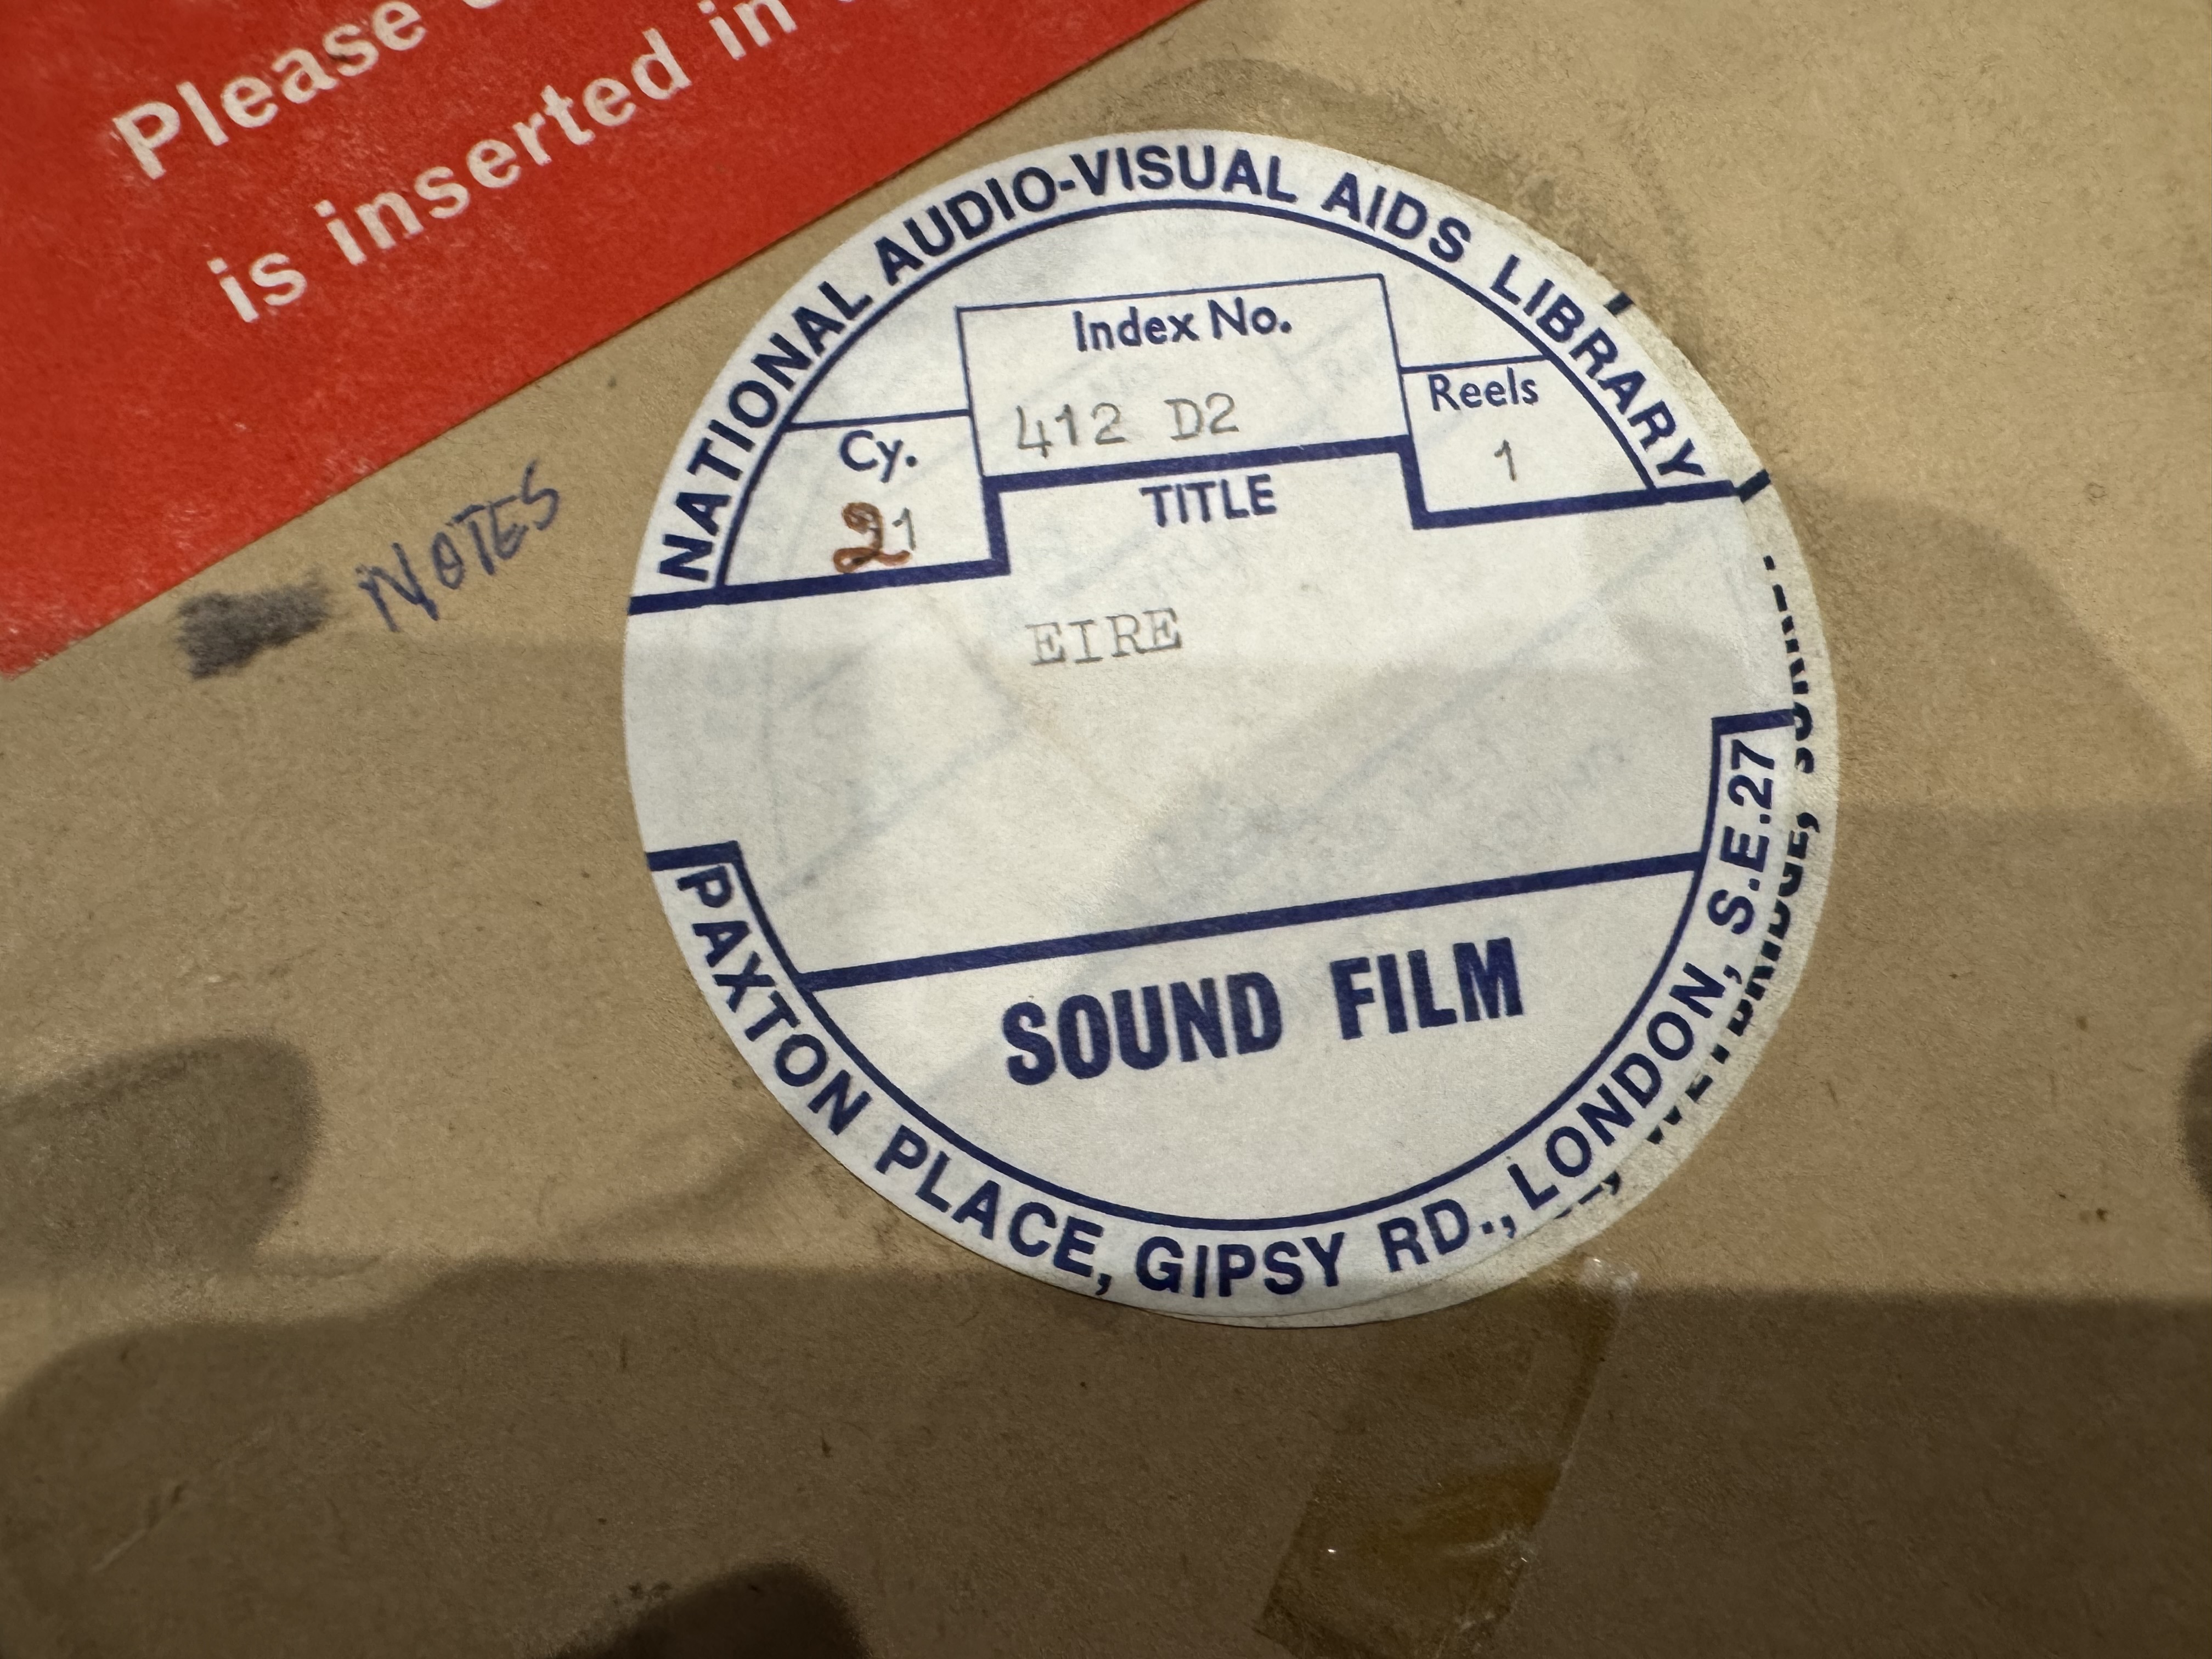 Please
is inserted in
NOTES
NATIONAL AUDIO-VISUAL AIDS LIBRARY
Index No.
412 D2
Reels
1
Cy.
21
TITLE
EIRE
SOUND FILM
PAXTON PLACE, GIPSY RD., LONDON, S.E.27